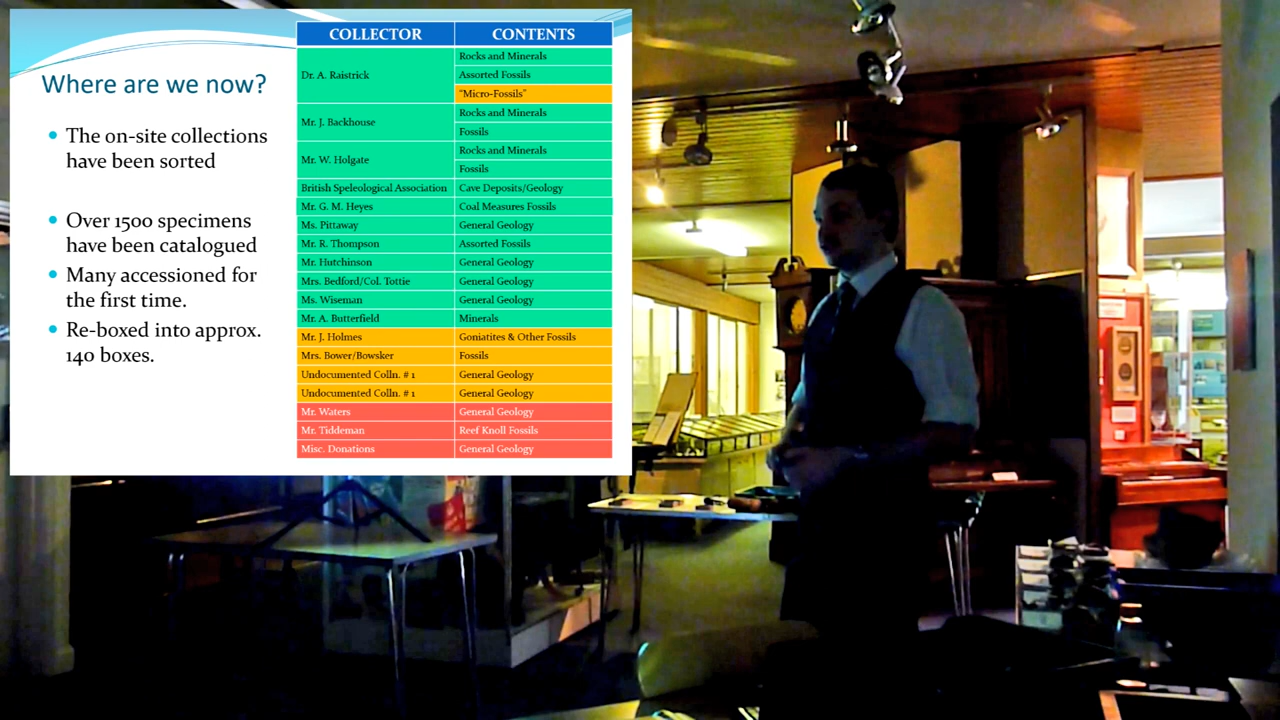 Where are we now?
The on-site collections
have been sorted
Over 1500 specimens
have been catalogued
Many accessioned for
the first time.
Re-boxed into approx.
140 boxes.
COLLECTOR CONTENTS
Dr. A. Raistrick Rocks and Minerals
Assorted Fossils
"Micro-Fossils"
Mr. J. Backhouse Rocks and Minerals
Fossils
Mr. W. Holgate Rocks and Minerals
Fossils
British Speleological Association Cave Deposits/Geology
Mr. G. M. Heyes Coal Measures Fossils
Ms. Pittaway General Geology
Mr. R. Thompson Assorted Fossils
Mr. Hutchinson General Geology
Mrs. Bedford/Col. Tottie General Geology
Ms. Wiseman General Geology
Mr. A. Butterfield Minerals
Mr. J. Holmes Goniatites & Other Fossils
Mrs. Bower/Bowsker Fossils
Undocumented Colln. # 1 General Geology
Undocumented Colln. # 1 General Geology
Mr. Waters General Geology
Mr. Tiddeman Reef Knoll Fossils
Misc. Donations General Geology